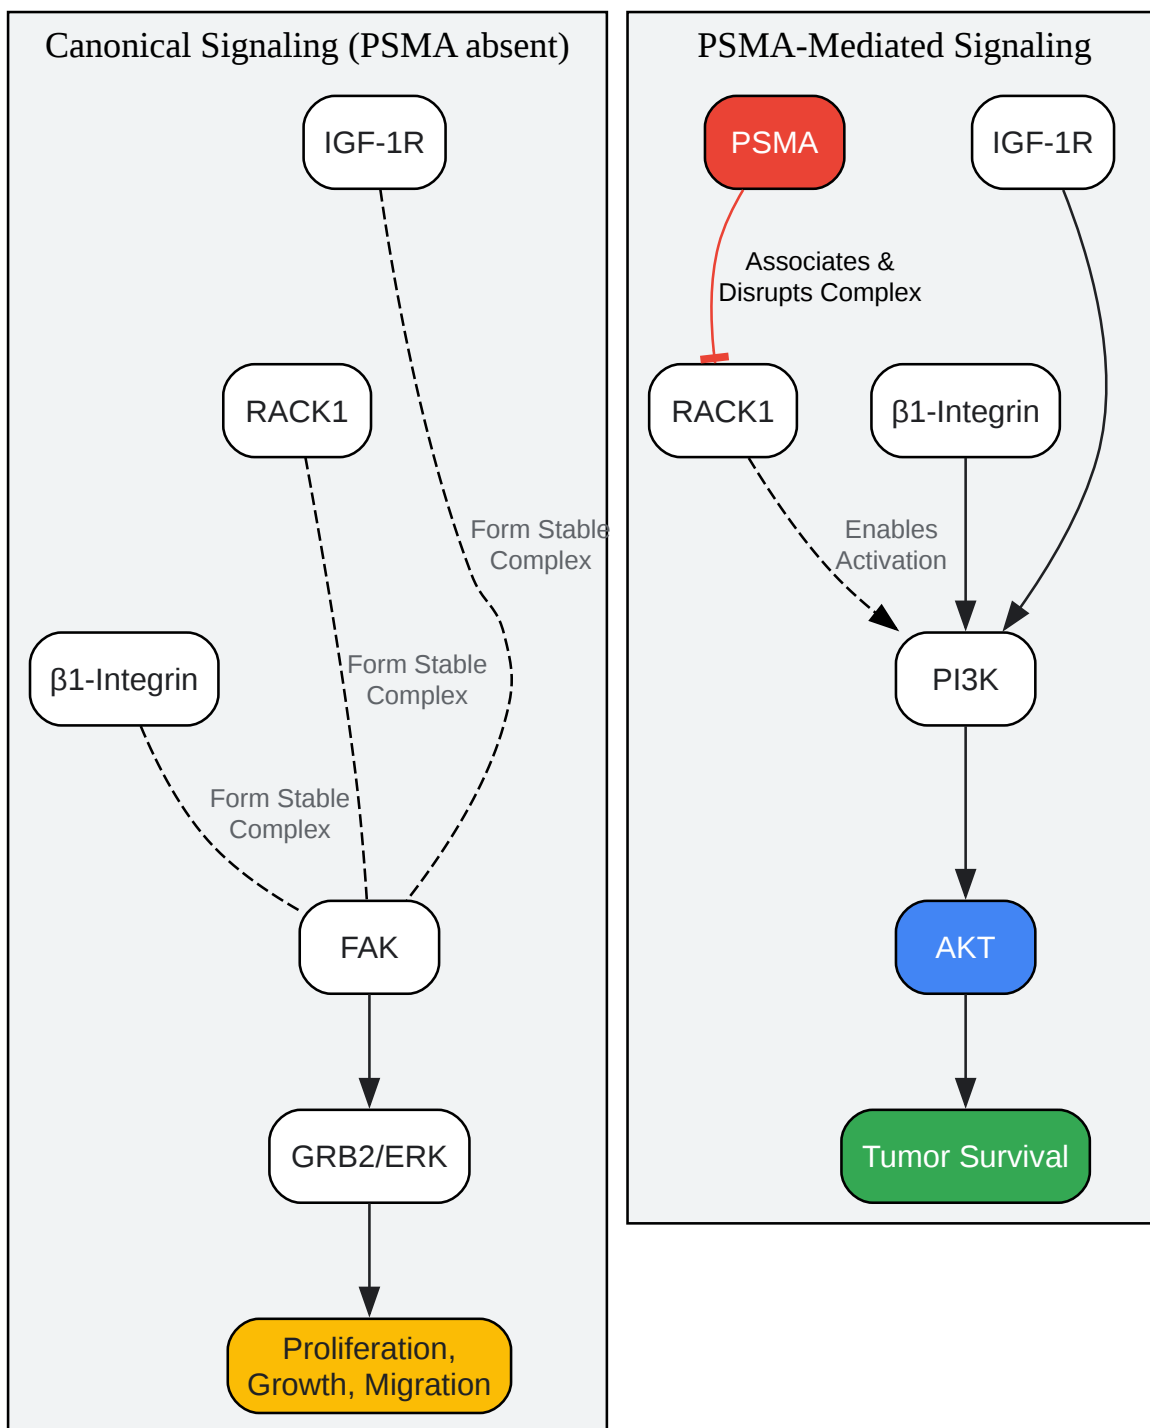 Canonical Signaling (PSMA absent)
IGF-1R
RACK1
Form Stable
Complex
β1-Integrin
Form Stable
Complex
Form Stable
Complex
FAK
GRB2/ERK
Proliferation,
Growth, Migration
PSMA-Mediated Signaling
PSMA
IGF-1R
Associates &
Disrupts Complex
RACK1
β1-Integrin
Enables
Activation
PI3K
AKT
Tumor Survival